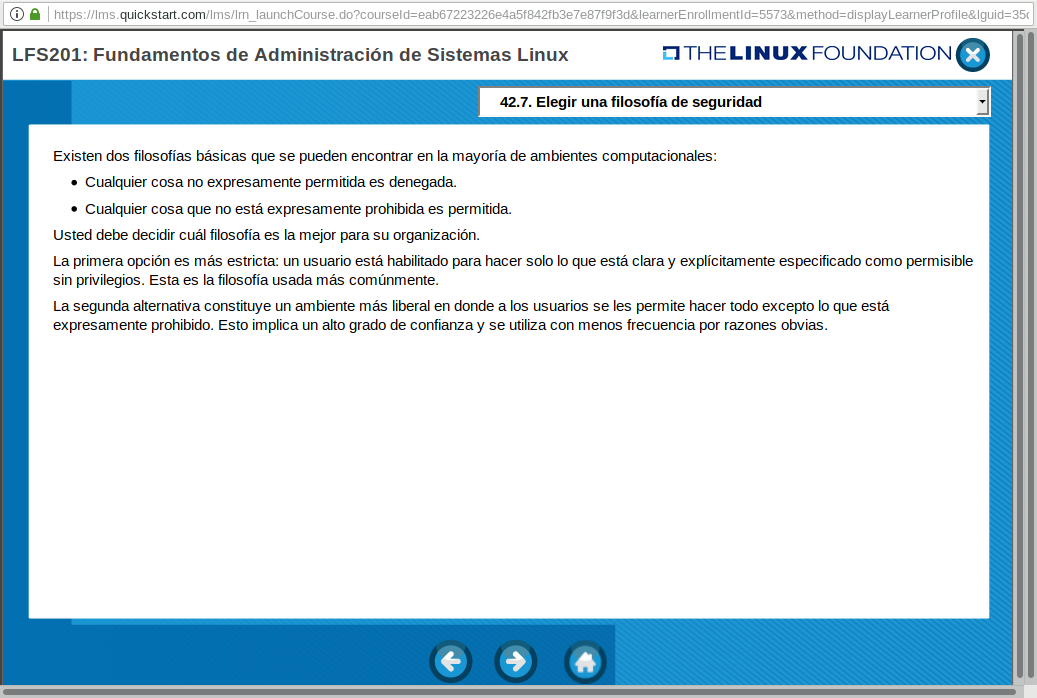 https://lms.quickstart.com/lms/lrn_launchCourse.do?courseId=eab67223226e4a5f842fb3e7e87f9f3d&learnerEnrollmentId=5573&method=displayLearnerProfile&lguid=35c
LFS201: Fundamentos de Administración de Sistemas Linux
THE LINUX FOUNDATION
42.7. Elegir una filosofía de seguridad
Existen dos filosofías básicas que se pueden encontrar en la mayoría de ambientes computacionales:
• Cualquier cosa no expresamente permitida es denegada.
• Cualquier cosa que no está expresamente prohibida es permitida.
Usted debe decidir cuál filosofía es la mejor para su organización.
La primera opción es más estricta: un usuario está habilitado para hacer solo lo que está clara y explícitamente especificado como permisible
sin privilegios. Esta es la filosofía usada más comúnmente.
La segunda alternativa constituye un ambiente más liberal en donde a los usuarios se les permite hacer todo excepto lo que está
expresamente prohibido. Esto implica un alto grado de confianza y se utiliza con menos frecuencia por razones obvias.